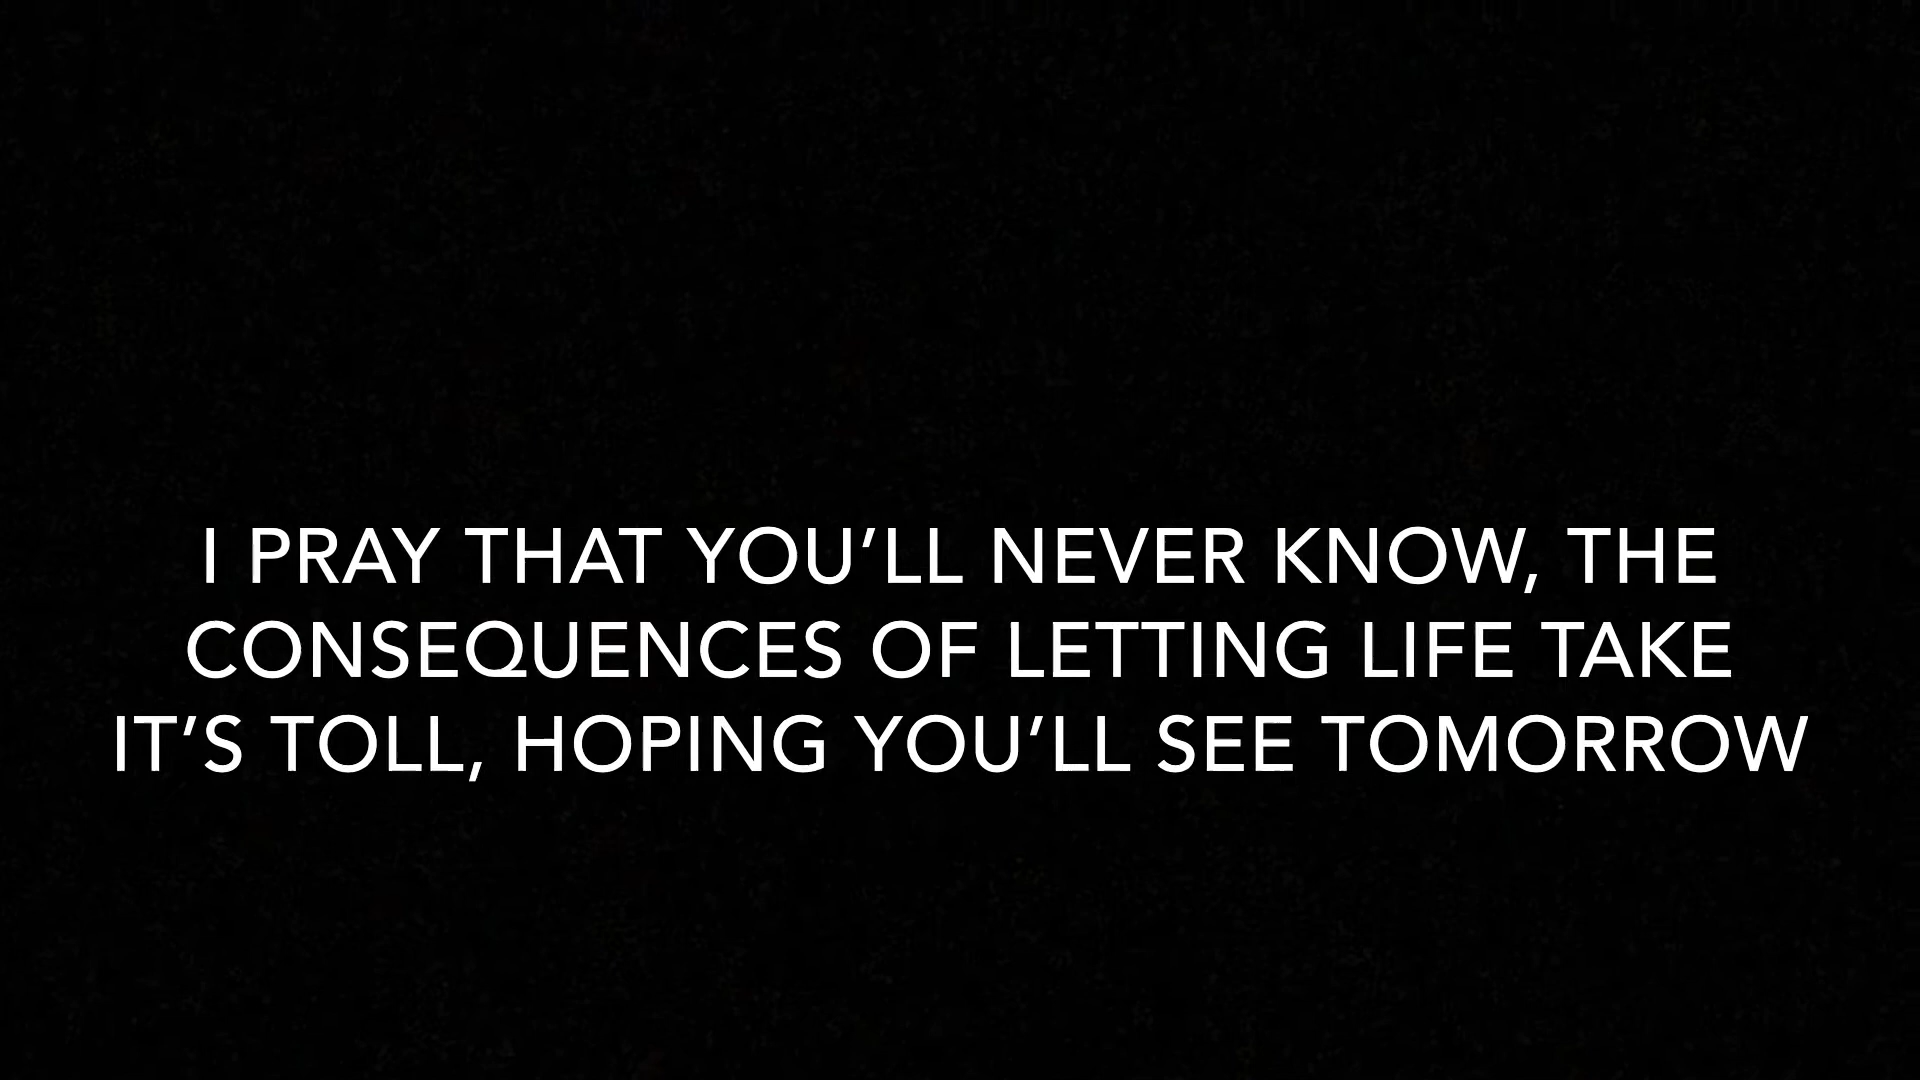 I PRAY THAT YOU’LL NEVER KNOW, THE
CONSEQUENCES OF LETTING LIFE TAKE
IT’S TOLL, HOPING YOU’LL SEE TOMORROW